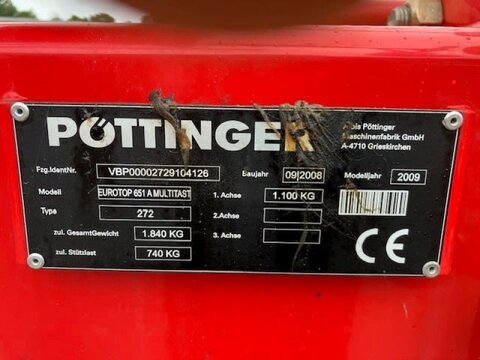 PÖTTINGER
Alois Pöttinger
Maschinenfabrik GmbH
A-4710 Grieskirchen
Fzg.IdentNr. VBP00002729104126 Baujahr 09|2008 Modelljahr 2009
Modell EUROTOP 651 A MULTITAST 1. Achse 1.100 KG
Type 272 2.Achse
zul. GesamtGewicht 1.840 KG 3. Achse
zul. Stützlast 740 KG
CE